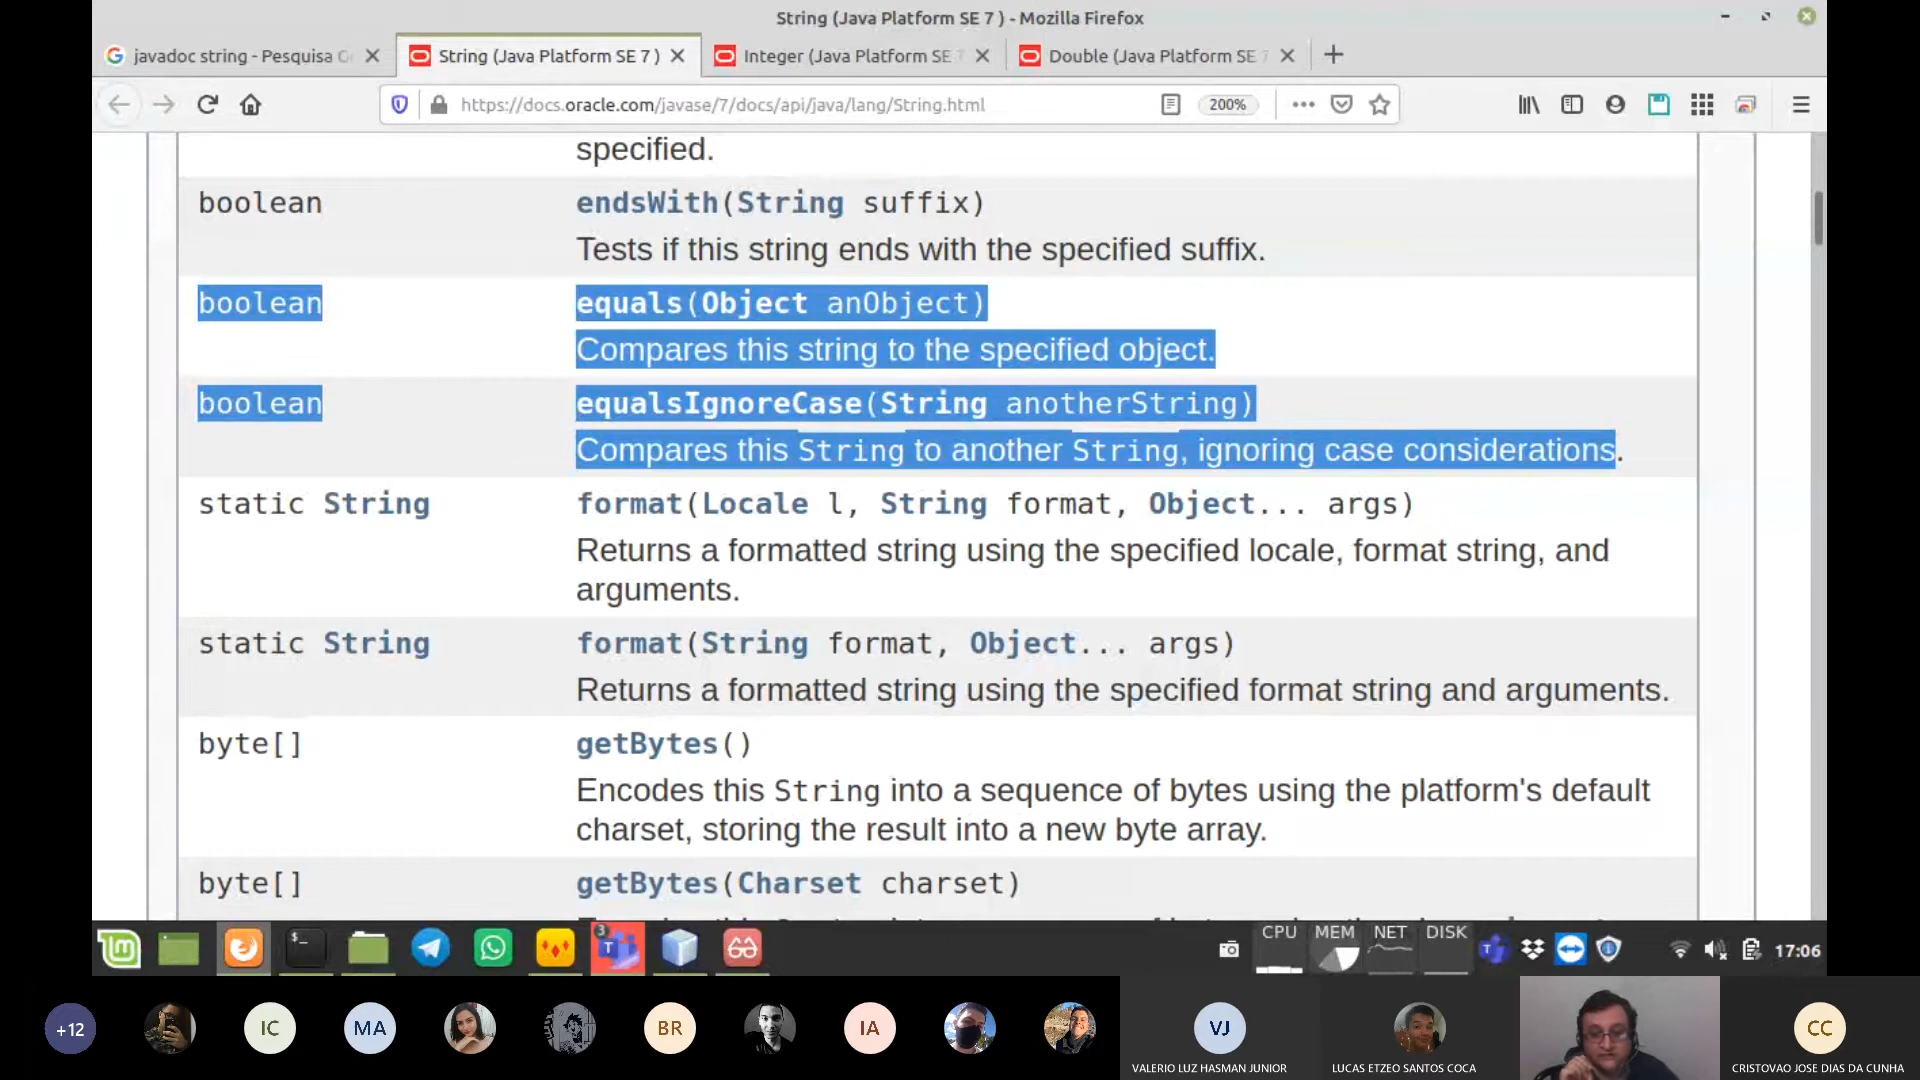 String (Java Platform SE 7 ) - Mozilla Firefox
javadoc string - Pesquisa G
String (Java Platform SE 7 )
Integer (Java Platform SE 7
Double (Java Platform SE 7
https://docs.oracle.com/javase/7/docs/api/java/lang/String.html
200%
specified.
boolean endsWith(String suffix)
Tests if this string ends with the specified suffix.
boolean equals(Object anObject)
Compares this string to the specified object.
boolean equalsIgnoreCase(String anotherString)
Compares this String to another String, ignoring case considerations.
static String format(Locale l, String format, Object... args)
Returns a formatted string using the specified locale, format string, and
arguments.
static String format(String format, Object... args)
Returns a formatted string using the specified format string and arguments.
byte[] getBytes()
Encodes this String into a sequence of bytes using the platform's default
charset, storing the result into a new byte array.
byte[] getBytes(Charset charset)
3
CPU MEM NET DISK
17:06
+12
IC
MA
BR
IA
VJ
CC
VALERIO LUZ HASMAN JUNIOR
LUCAS ETZEO SANTOS COCA
CRISTOVAO JOSE DIAS DA CUNHA